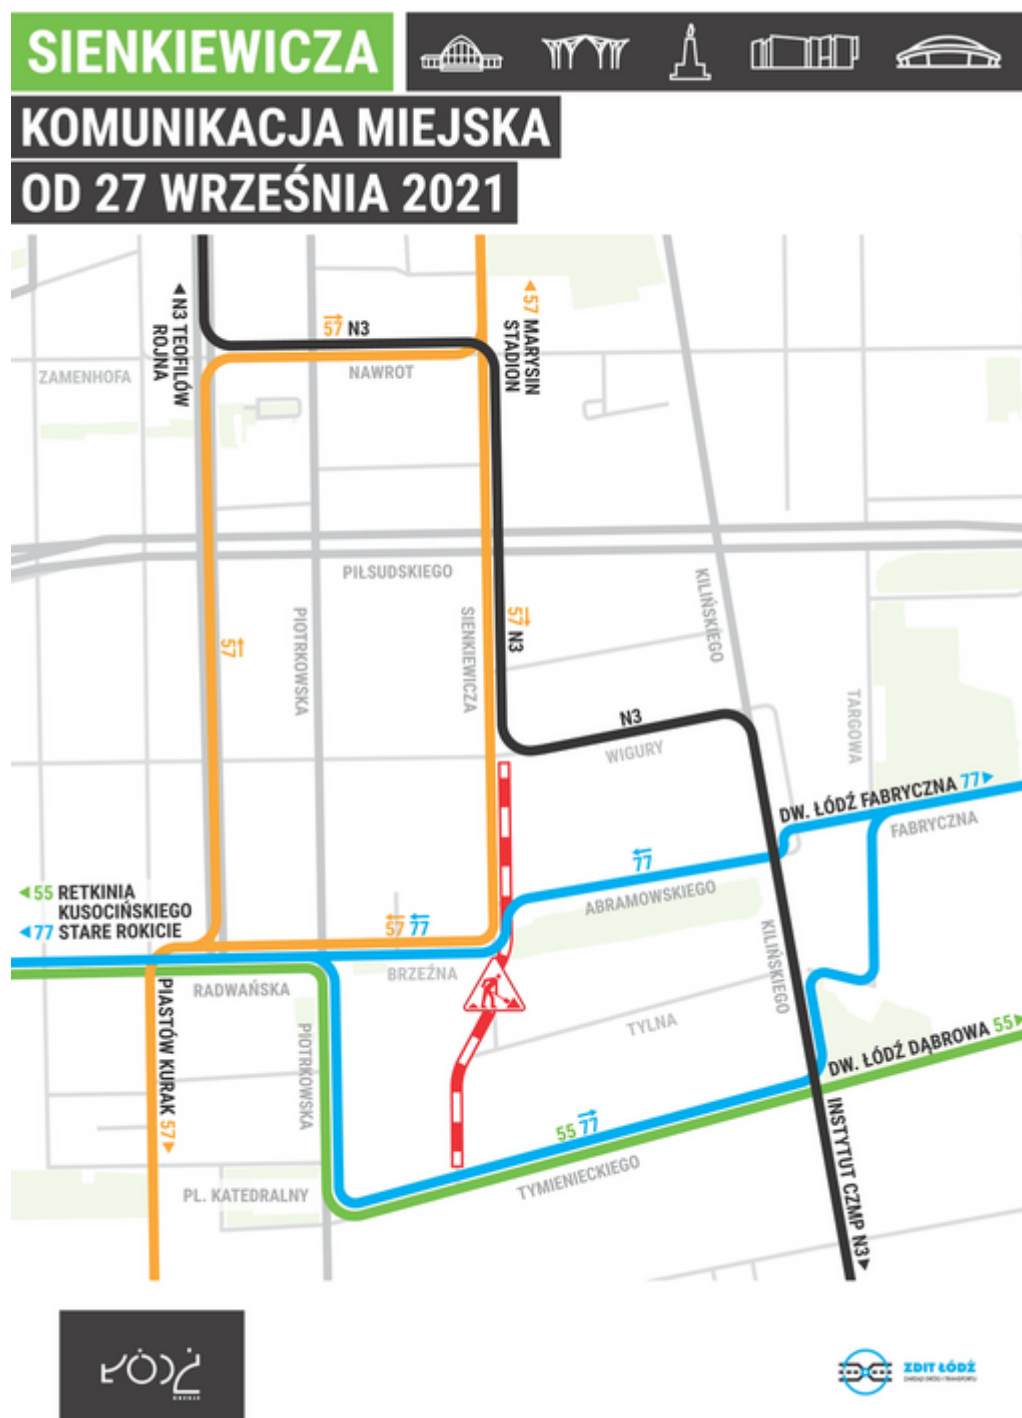 SIENKIEWICZA
KOMUNIKACJA MIEJSKA
OD 27 WRZEŚNIA 2021
N3 TEOFILÓW
ROJNA
57 N3
57 MARYSIN
STADION
ZAMENHOFA
NAWROT
PIŁSUDSKIEGO
57
PIOTRKOWSKA
SIENKIEWICZA
57 N3
KILIŃSKIEGO
N3
WIGURY
TARGOWA
DW. ŁÓDŹ FABRYCZNA 77
FABRYCZNA
77
ABRAMOWSKIEGO
55 RETKINIA
KUSOCIŃSKIEGO
77 STARE ROKICIE
57 77
BRZEŹNA
KILIŃSKIEGO
RADWAŃSKA
PIASTÓW KURAK 57
PIOTRKOWSKA
TYLNA
DW. ŁÓDŹ DĄBROWA 55
55 77
TYMIENIECKIEGO
INSTYTUT CZMP N3
PL. KATEDRALNY
ŁÓDŹ
ZDIT ŁÓDŹ
ZARZĄD DRÓG I TRANSPORTU